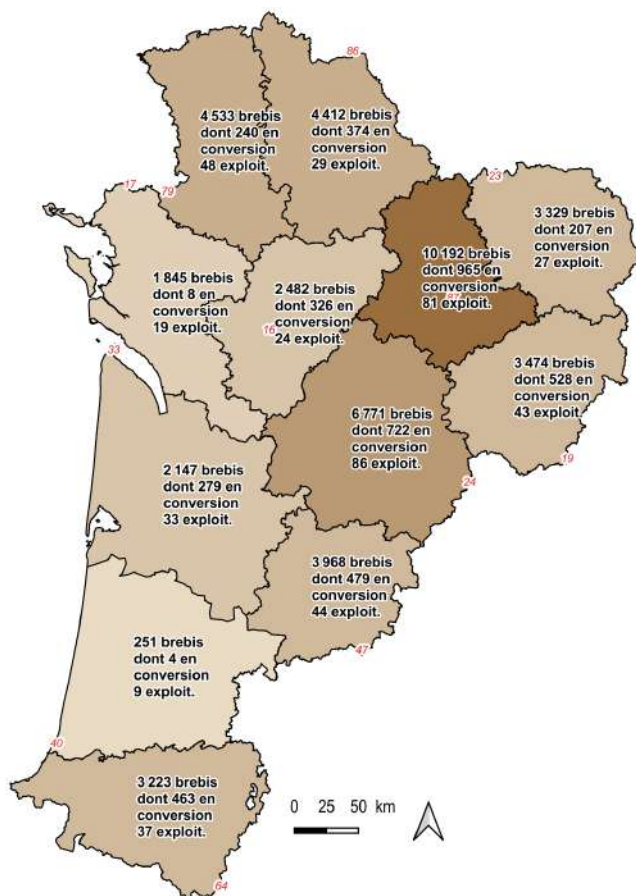 86
4 533 brebis
dont 240 en
conversion
48 exploit.
4 412 brebis
dont 374 en
conversion
29 exploit.
17
79
23
3 329 brebis
dont 207 en
conversion
27 exploit.
10 192 brebis
dont 965 en
conversion
87
81 exploit.
1 845 brebis
dont 8 en
conversion
19 exploit.
2 482 brebis
dont 326 en
conversion
16
24 exploit.
33
3 474 brebis
dont 528 en
conversion
43 exploit.
19
6 771 brebis
dont 722 en
conversion
86 exploit.
24
2 147 brebis
dont 279 en
conversion
33 exploit.
3 968 brebis
dont 479 en
conversion
44 exploit.
47
251 brebis
dont 4 en
conversion
9 exploit.
40
3 223 brebis
dont 463 en
conversion
37 exploit.
64
0 25 50 km